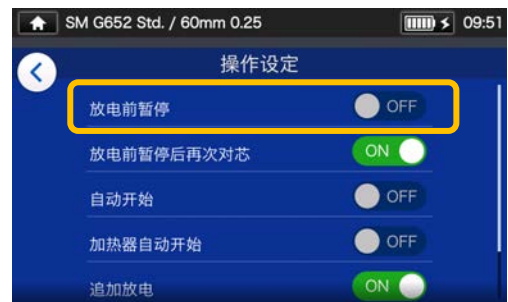 SM G652 Std. / 60mm 0.25 09:51
操作设定
放电前暂停 OFF
放电前暂停后再次对芯 ON
自动开始 OFF
加热器自动开始 OFF
追加放电 ON